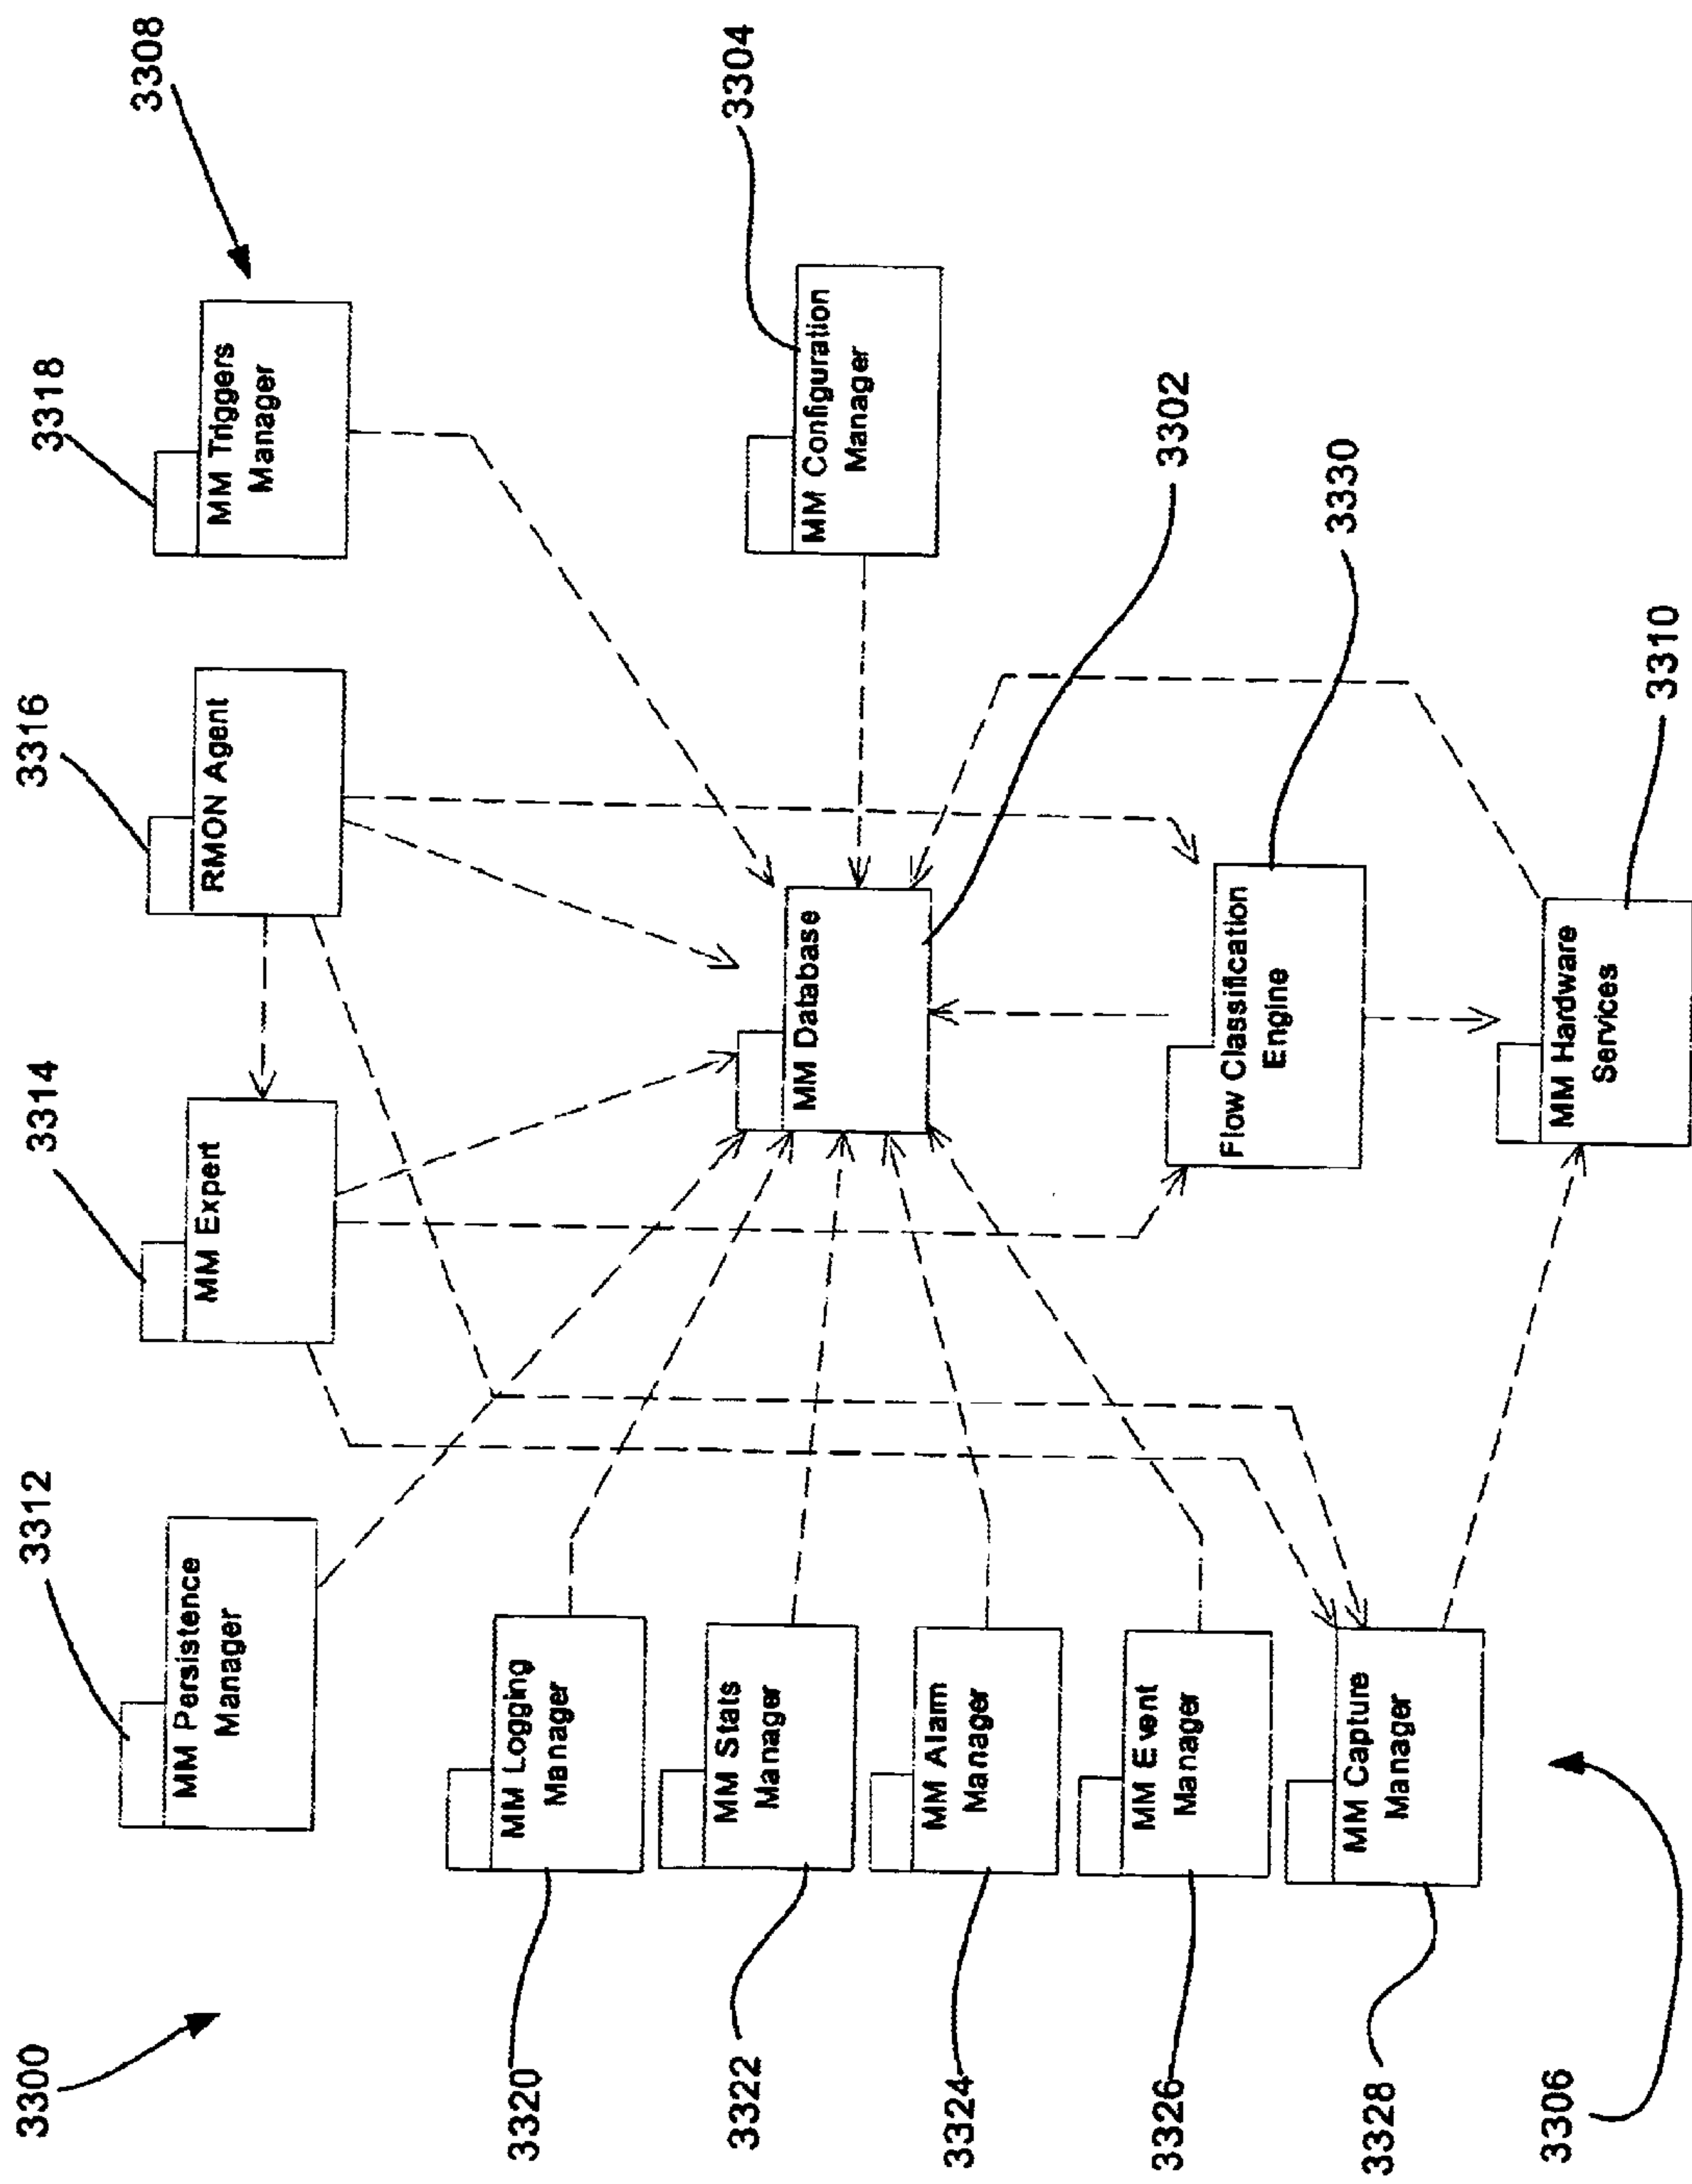 3300
3312
3314
3316
3318
3308
MM Persistence
Manager
MM Expert
RMON Agent
MM Triggers
Manager
3320
MM Logging
Manager
3322
MM Stats
Manager
MM Database
MM Configuration
Manager
3304
3324
MM Alarm
Manager
3326
MM Event
Manager
3302
Flow Classification
Engine
3330
3328
MM Capture
Manager
3306
MM Hardware
Services
3310